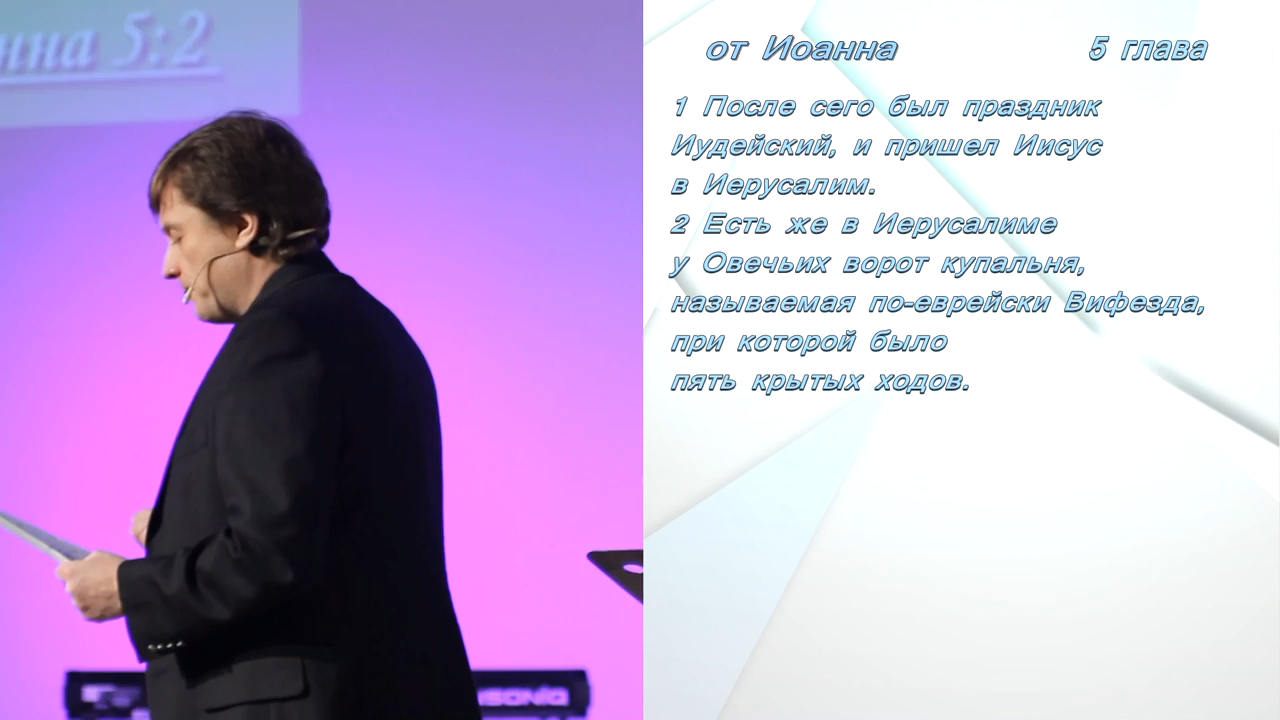 нна 5:2
от Иоанна 5 глава
1 После сего был праздник
Иудейский, и пришел Иисус
в Иерусалим.
2 Есть же в Иерусалиме
у Овечьих ворот купальня,
называемая по-еврейски Вифезда,
при которой было
пять крытых ходов.